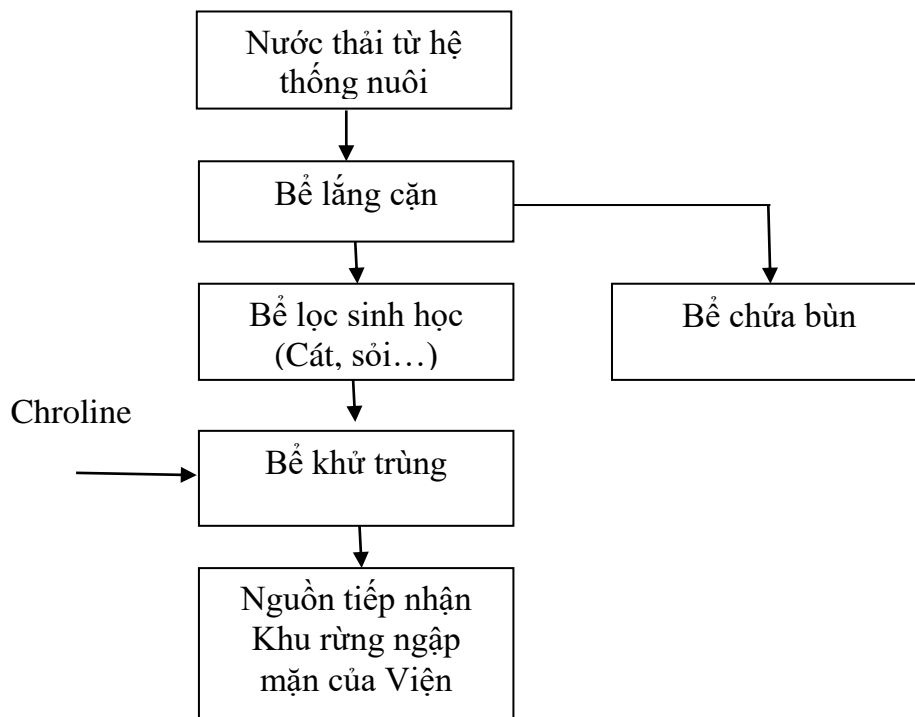 Nước thải từ hệ
thống nuôi
Bể lắng cặn
Bể lọc sinh học
(Cát, sỏi…)
Bể chứa bùn
Chroline
Bể khử trùng
Nguồn tiếp nhận
Khu rừng ngập
mặn của Viện